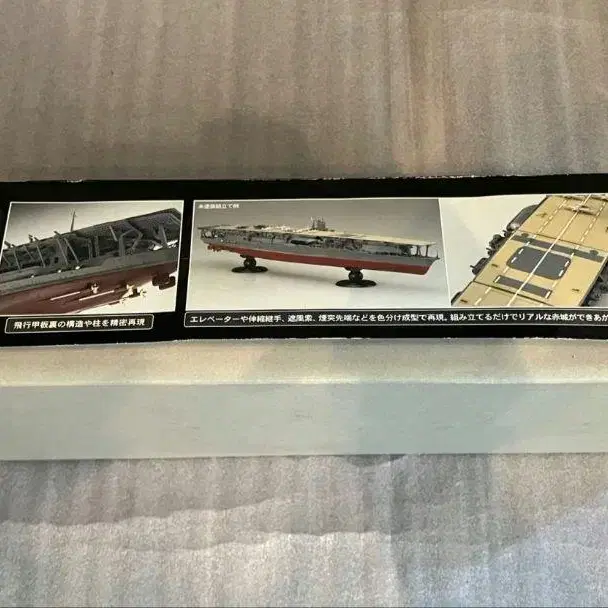 未塗装組立て例
飛行甲板裏の構造や柱を精密再現
エレベーターや伸縮継手、遮風索、煙突先端などを色分け成型で再現。組み立てるだけでリアルな赤城ができあが